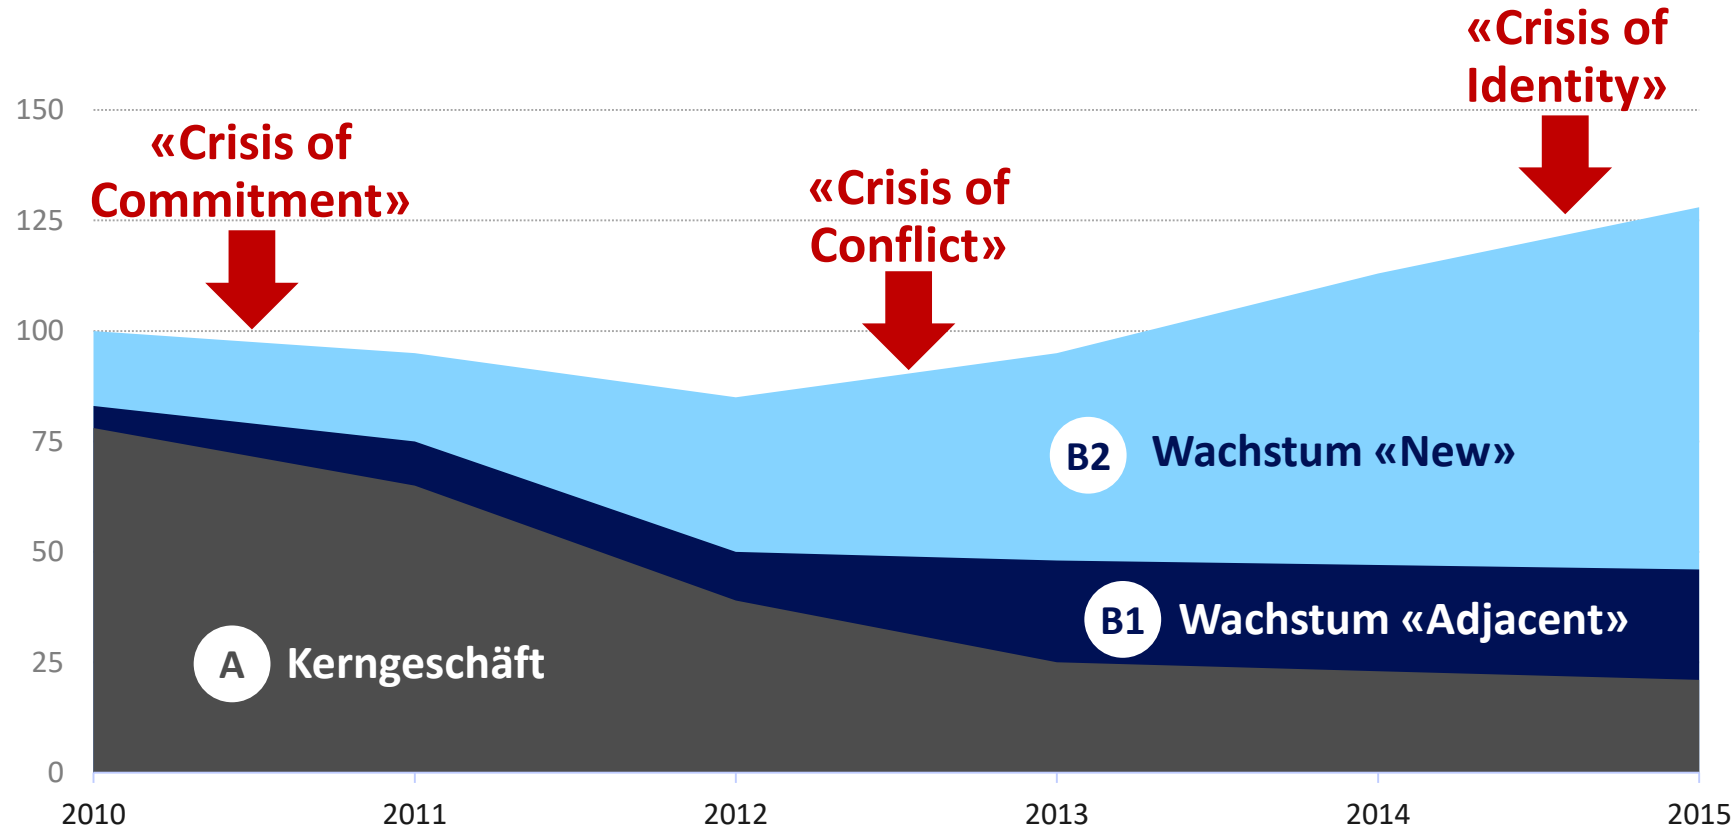 «Crisis of
Identity»
150
«Crisis of
Commitment»
«Crisis of
Conflict»
125
100
75
B2 Wachstum «New»
50
B1 Wachstum «Adjacent»
25
A Kerngeschäft
0
2010 2011 2012 2013 2014 2015